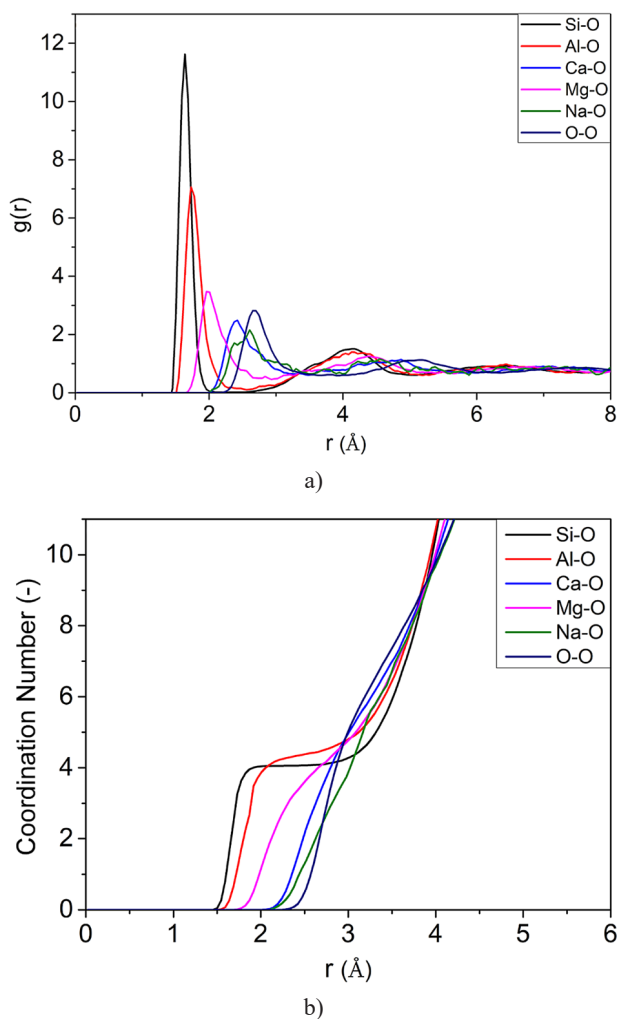 12
10
8
6
4
2
0
g(r)
0
2
4
6
8
r (Å)
Si-O
Al-O
Ca-O
Mg-O
Na-O
O-O
a)
10
8
6
4
2
0
Coordination Number (-)
0
1
2
3
4
5
6
r (Å)
Si-O
Al-O
Ca-O
Mg-O
Na-O
O-O
b)